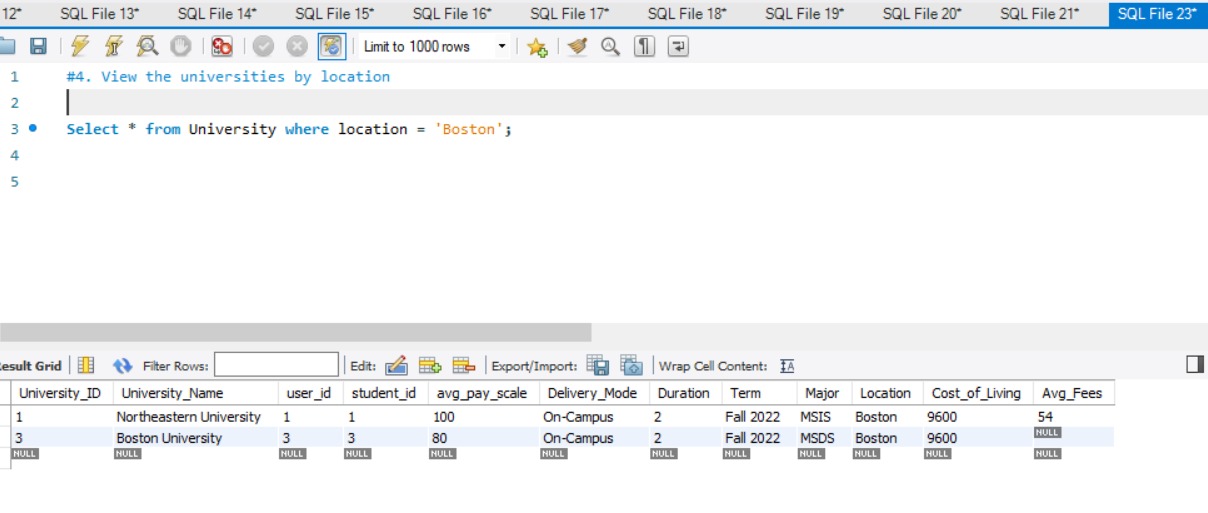 12* SQL File 13* SQL File 14* SQL File 15* SQL File 16* SQL File 17* SQL File 18* SQL File 19* SQL File 20* SQL File 21* SQL File 23*
Limit to 1000 rows
1 #4. View the universities by location
2
3 Select * from University where location = 'Boston';
4
5
Result Grid Filter Rows: Edit: Export/Import: Wrap Cell Content: IA
University_ID University_Name user_id student_id avg_pay_scale Delivery_Mode Duration Term Major Location Cost_of_Living Avg_Fees
1 Northeastern University 1 1 100 On-Campus 2 Fall 2022 MSIS Boston 9600 54
3 Boston University 3 3 80 On-Campus 2 Fall 2022 MSDS Boston 9600 NULL
NULL NULL NULL NULL NULL NULL NULL NULL NULL NULL NULL NULL